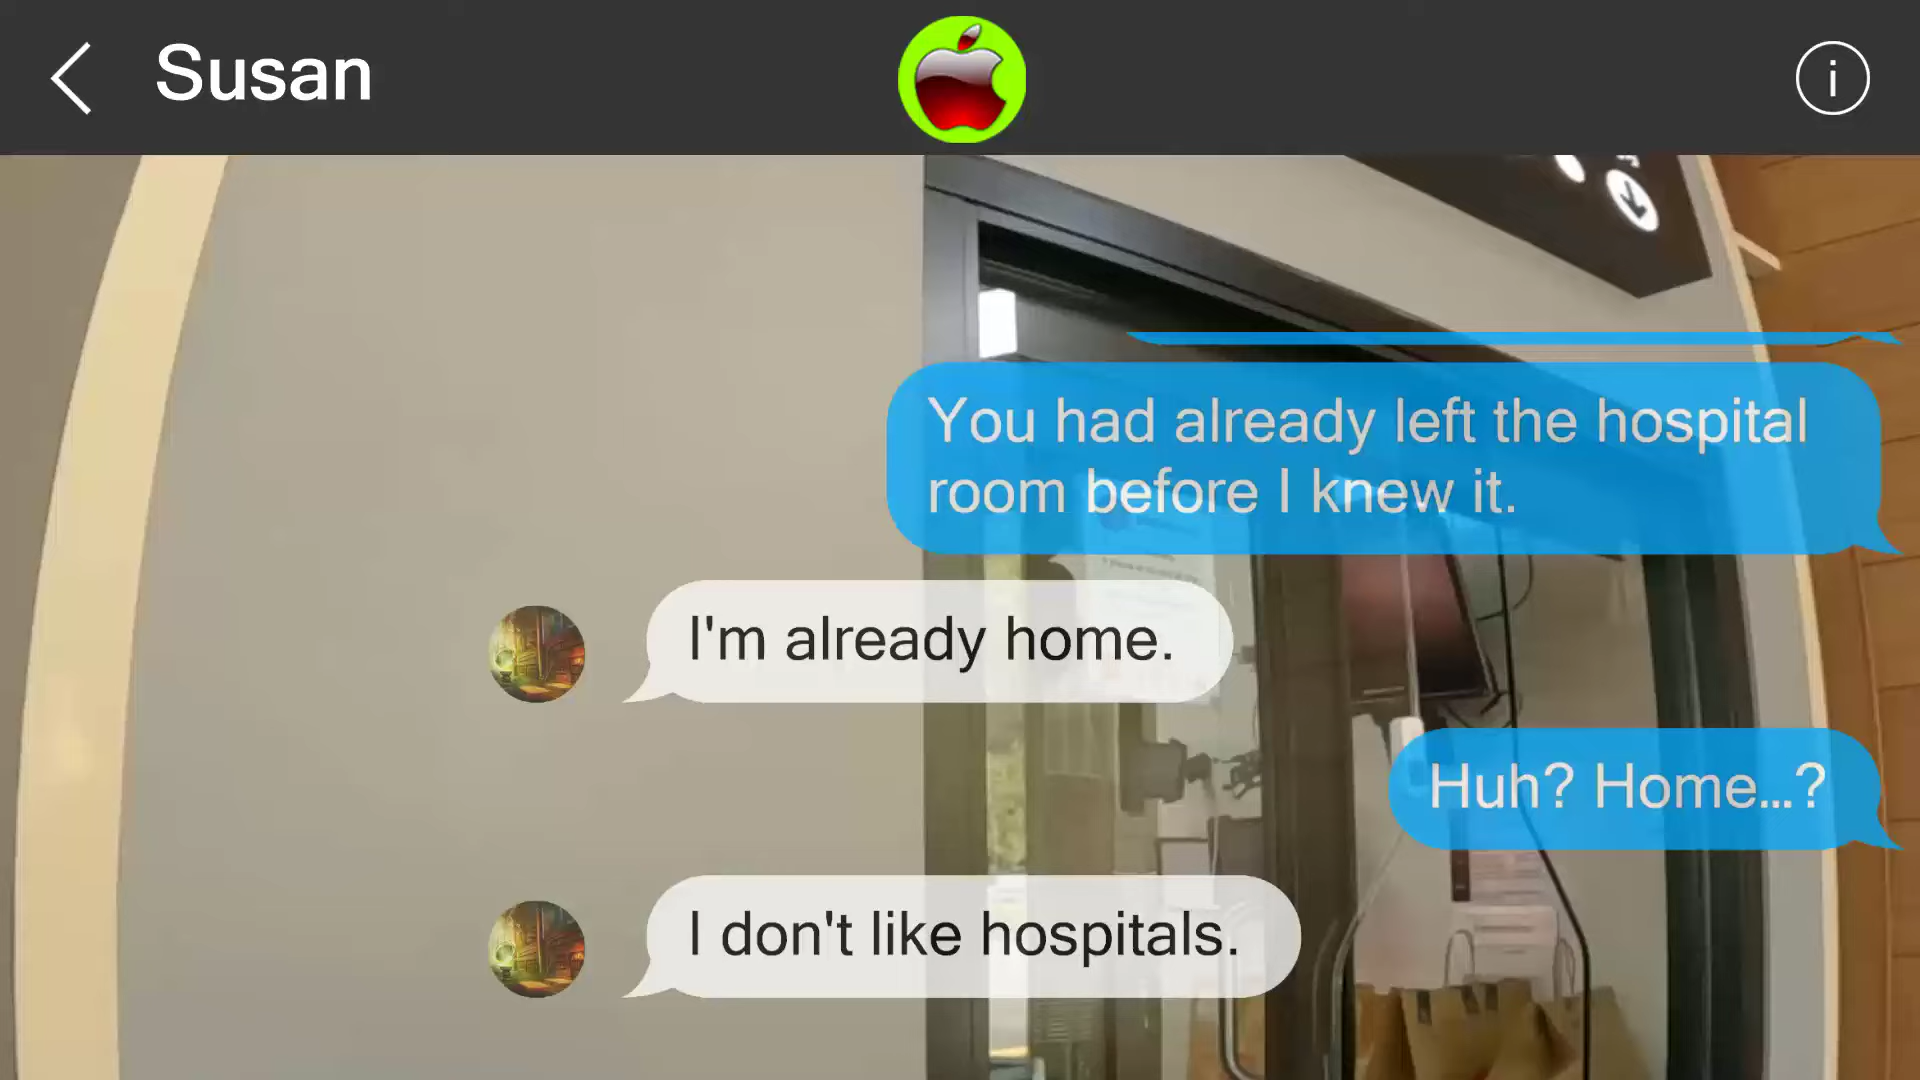 Susan
You had already left the hospital
room before I knew it.
I'm already home.
Huh? Home...?
I don't like hospitals.